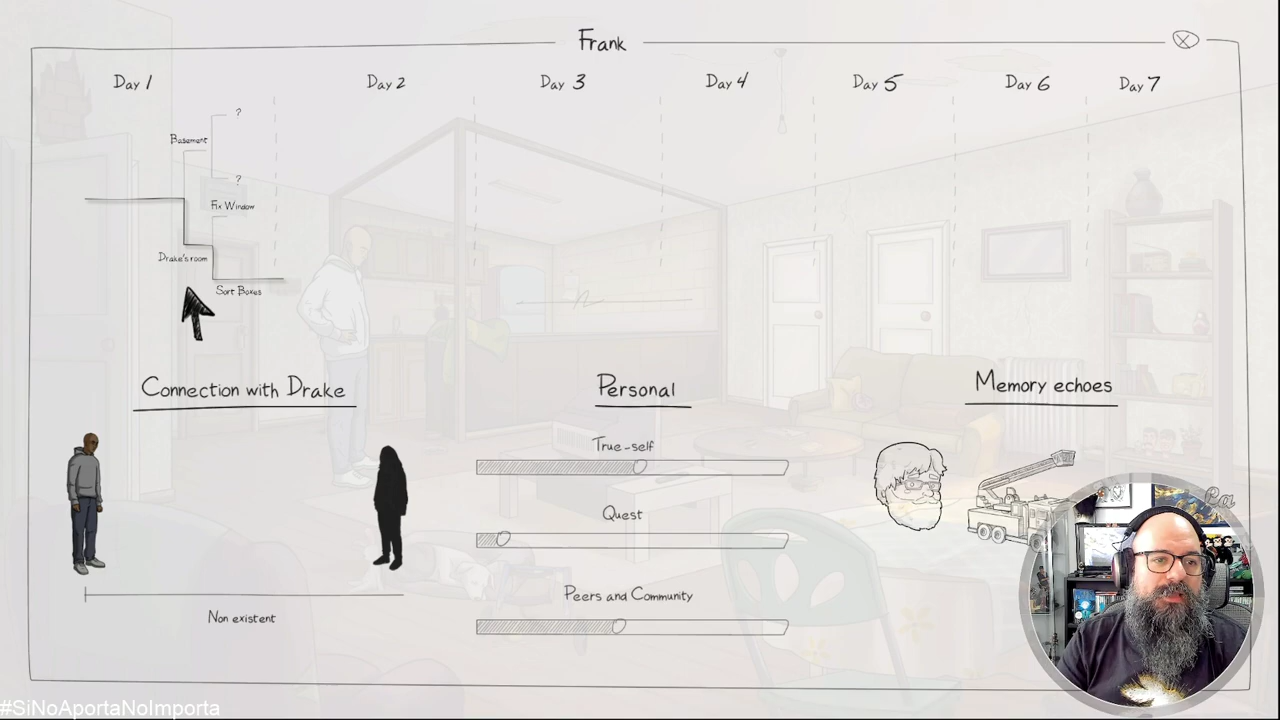 Frank
Day 1
Day 2
Day 3
Day 4
Day 5
Day 6
Day 7
?
Basement
?
Fix Window
Drake's room
Sort Boxes
Connection with Drake
Personal
Memory echoes
True-self
Quest
Peers and Community
Non existent
#SiNoAportaNoImporta